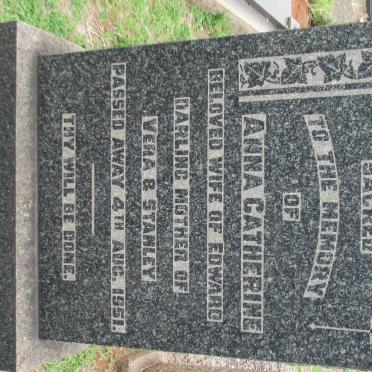 SACRED
TO THE MEMORY
OF
ANNA CATHERINE
BELOVED WIFE OF EDWARD
DARLING MOTHER OF
VERA & STANLEY
PASSED AWAY 4TH AUG. 1951.
THY WILL BE DONE.